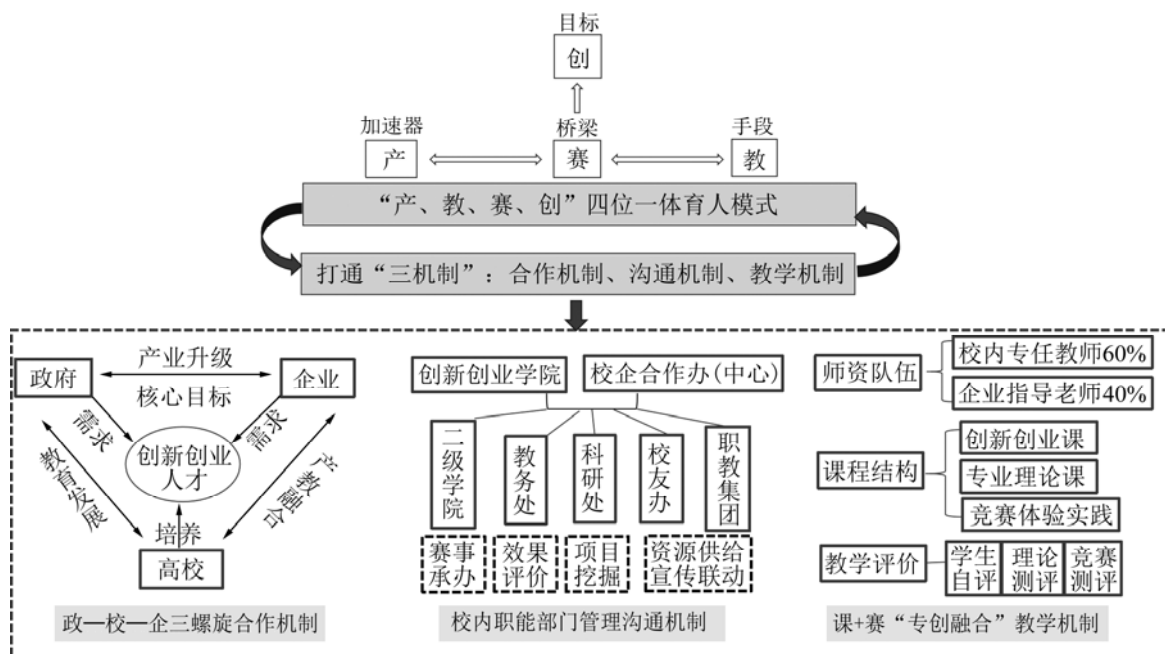 目标
创
加速器
桥梁
手段
产
赛
教
“产、教、赛、创”四位一体育人模式
打通“三机制”：合作机制、沟通机制、教学机制
政府
产业升级
核心目标
企业
需求
需求
创新创业
人才
教育发展
产教融合
培养
高校
政—校—企三螺旋合作机制
创新创业学院
校企合作办(中心)
二级学院
教务处
科研处
校友办
职教集团
赛事
承办
效果
评价
项目
挖掘
资源供给
宣传联动
校内职能部门管理沟通机制
师资队伍
校内专任教师60%
企业指导老师40%
课程结构
创新创业课
专业理论课
竞赛体验实践
教学评价
学生
自评
理论
测评
竞赛
测评
课+赛“专创融合”教学机制